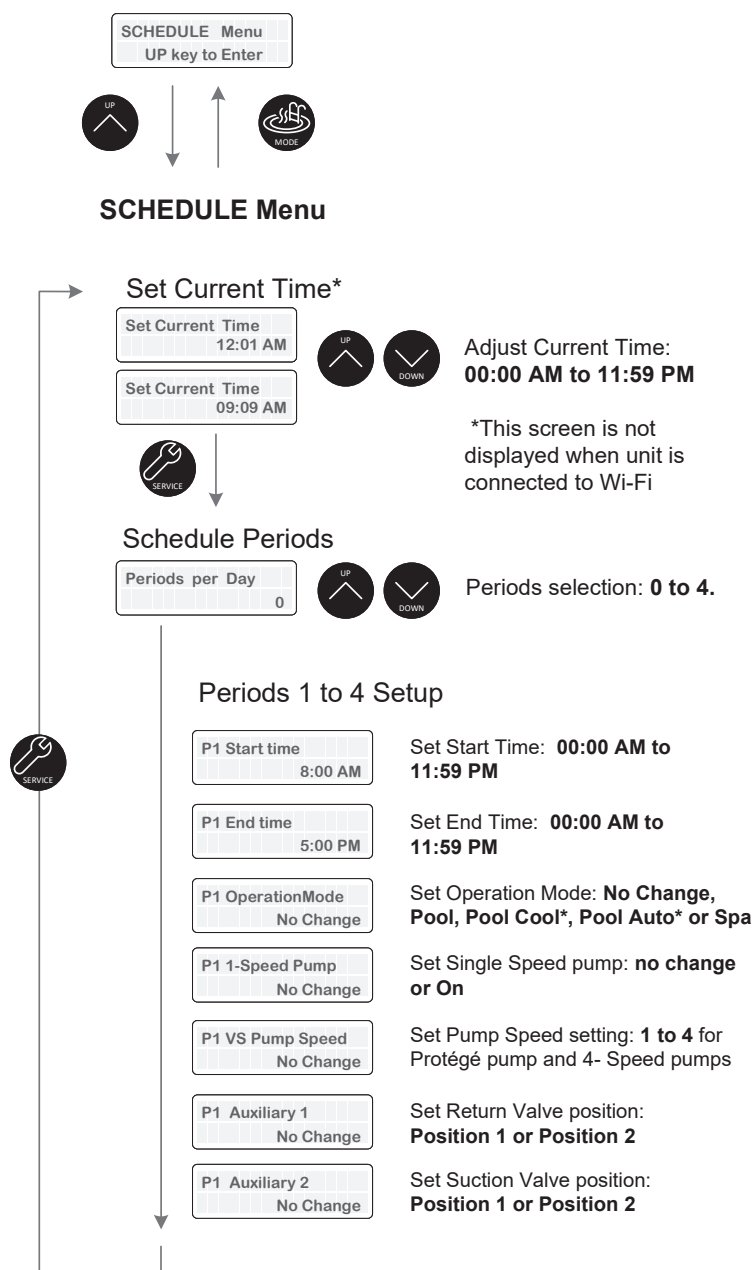 SCHEDULE Menu
UP key to Enter
UP
MODE
SCHEDULE Menu
Set Current Time*
Set Current Time
12:01 AM
Set Current Time
09:09 AM
UP
DOWN
Adjust Current Time:
00:00 AM to 11:59 PM
*This screen is not
displayed when unit is
connected to Wi-Fi
SERVICE
Schedule Periods
Periods per Day
0
UP
DOWN
Periods selection: 0 to 4.
Periods 1 to 4 Setup
SERVICE
P1 Start time
8:00 AM
Set Start Time: 00:00 AM to
11:59 PM
P1 End time
5:00 PM
Set End Time: 00:00 AM to
11:59 PM
P1 OperationMode
No Change
Set Operation Mode: No Change,
Pool, Pool Cool*, Pool Auto* or Spa
P1 1-Speed Pump
No Change
Set Single Speed pump: no change
or On
P1 VS Pump Speed
No Change
Set Pump Speed setting: 1 to 4 for
Protégé pump and 4- Speed pumps
P1 Auxiliary 1
No Change
Set Return Valve position:
Position 1 or Position 2
P1 Auxiliary 2
No Change
Set Suction Valve position:
Position 1 or Position 2